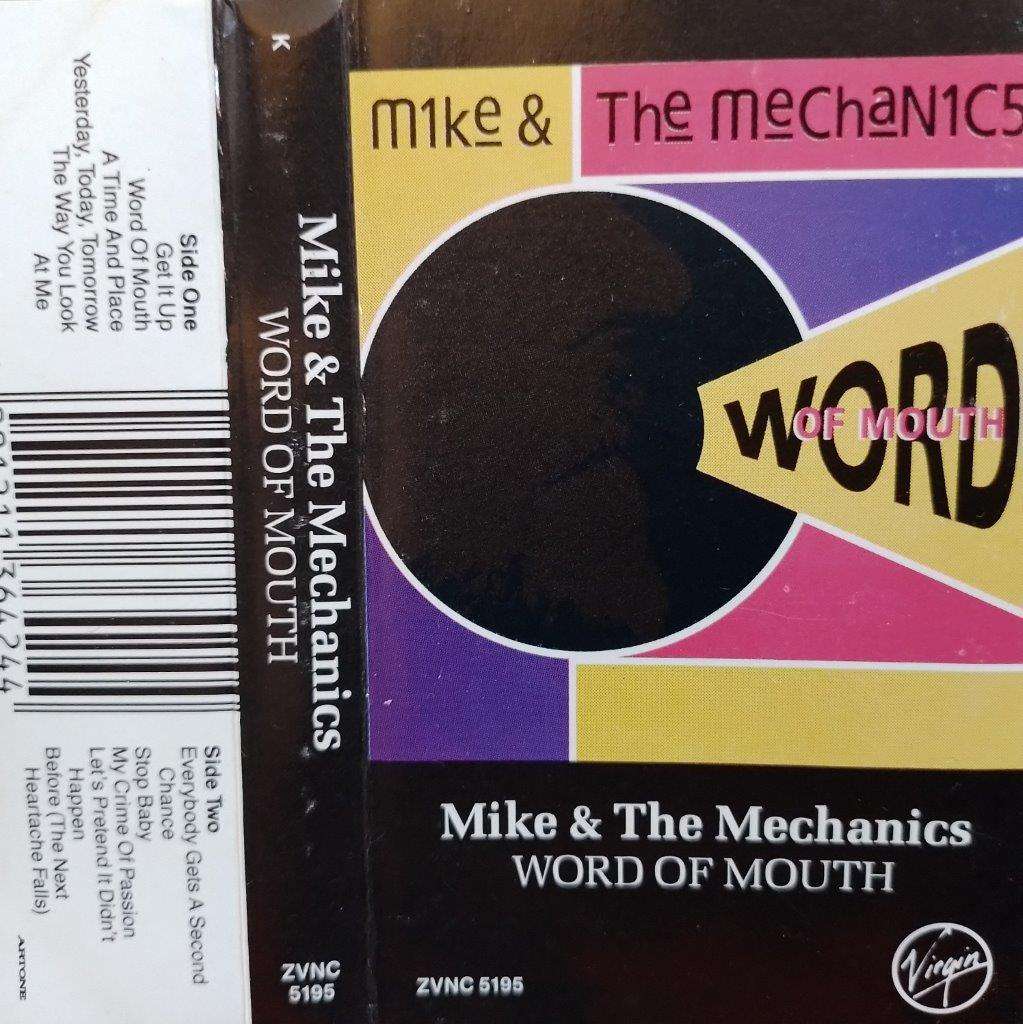 Side One
Get It Up
Word Of Mouth
A Time And Place
Yesterday, Today, Tomorrow
The Way You Look
At Me
Side Two
Everybody Gets A Second
Chance
Stop Baby
My Crime Of Passion
Let's Pretend It Didn't
Happen
Before (The Next
Heartache Falls)
ARTONE
K
Mike & The Mechanics
WORD OF MOUTH
ZVNC
5195
m1ke & The mechaN1C5
WORD
OF MOUTH
Mike & The Mechanics
WORD OF MOUTH
ZVNC 5195
Virgin